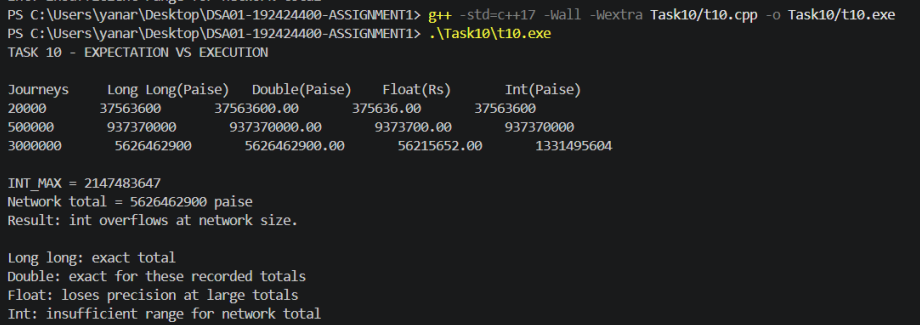 PS C:\Users\yanar\Desktop\DSA01-192424400-ASSIGNMENT1> g++ -std=c++17 -Wall -Wextra Task10/t10.cpp -o Task10/t10.exe
PS C:\Users\yanar\Desktop\DSA01-192424400-ASSIGNMENT1> .\Task10\t10.exe
TASK 10 - EXPECTATION VS EXECUTION
Journeys Long Long(Paise) Double(Paise) Float(Rs) Int(Paise)
20000 37563600 37563600.00 375636.00 37563600
500000 937370000 937370000.00 9373700.00 937370000
3000000 5626462900 5626462900.00 56215652.00 1331495604
INT_MAX = 2147483647
Network total = 5626462900 paise
Result: int overflows at network size.
Long long: exact total
Double: exact for these recorded totals
Float: loses precision at large totals
Int: insufficient range for network total